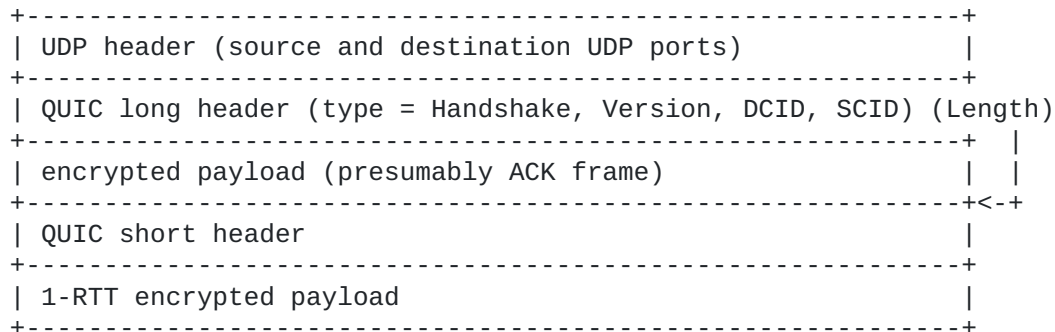 UDP header (source and destination UDP ports)
QUIC long header (type = Handshake, Version, DCID, SCID) (Length)
encrypted payload (presumably ACK frame)
QUIC short header
1-RTT encrypted payload